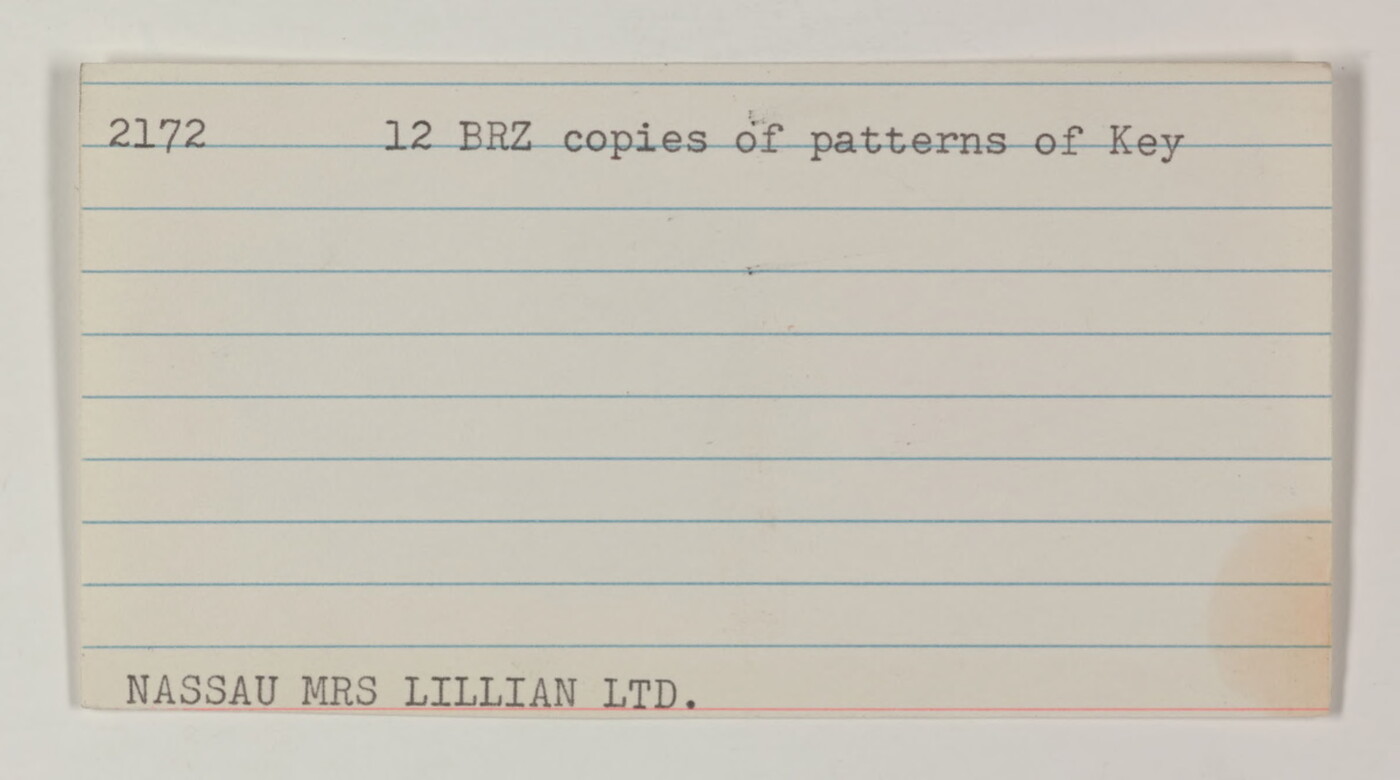 2172 12 BRZ copies of patterns of Key
NASSAU MRS LILLIAN LTD.